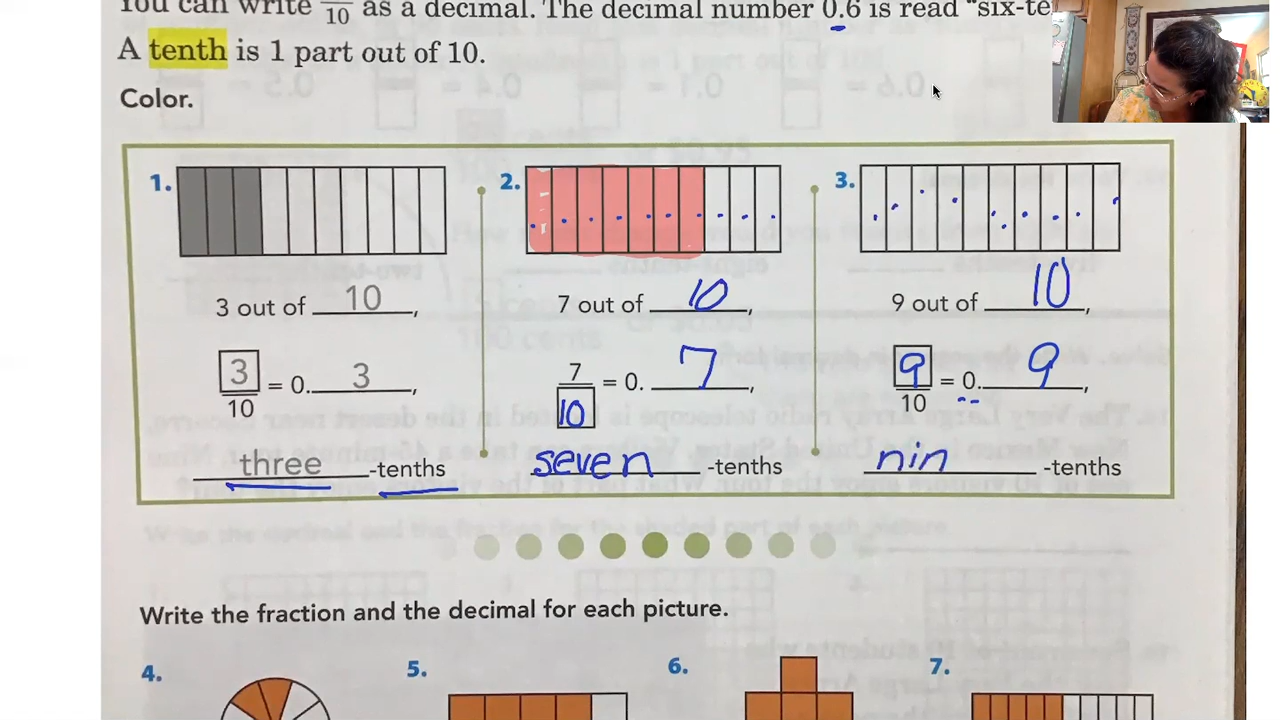 You can write /10 as a decimal. The decimal number 0.6 is read "six-te
A tenth is 1 part out of 10.
Color.
1.
2.
3.
3 out of 10,
7 out of 10,
9 out of 10,
3/10 = 0.3,
7/10 = 0.7,
9/10 = 0.9,
three-tenths
seven-tenths
nin -tenths
Write the fraction and the decimal for each picture.
4.
5.
6.
7.